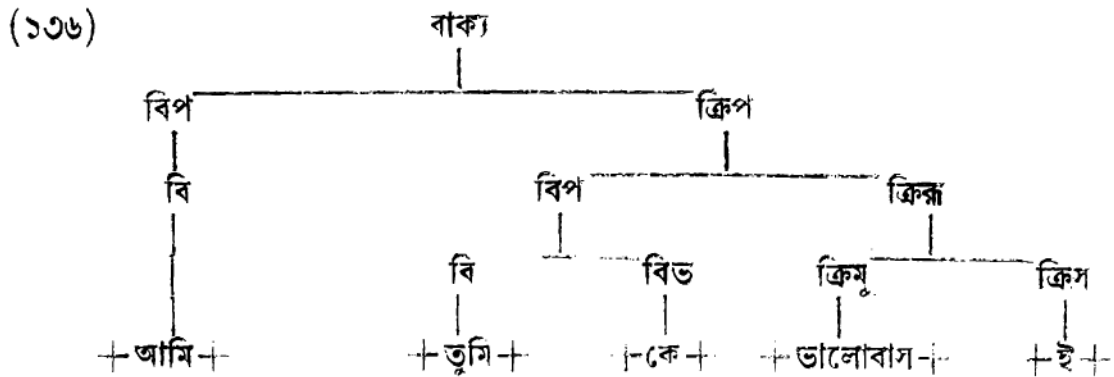 (১৩৬) বাক্য
বিপ ক্রিপ
বি বিপ ক্রিরূ
বি বিভ ক্রিমূ ক্রিস
+আমি+ +তুমি+ +কে+ +ভালোবাস+ +ই+